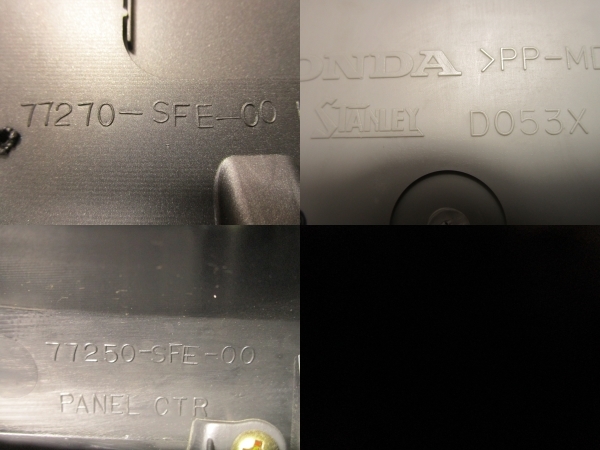 77270-SFE-00
ONDA >PP-MD
STANLEY D053X
77250-SFE-00
PANEL CTR